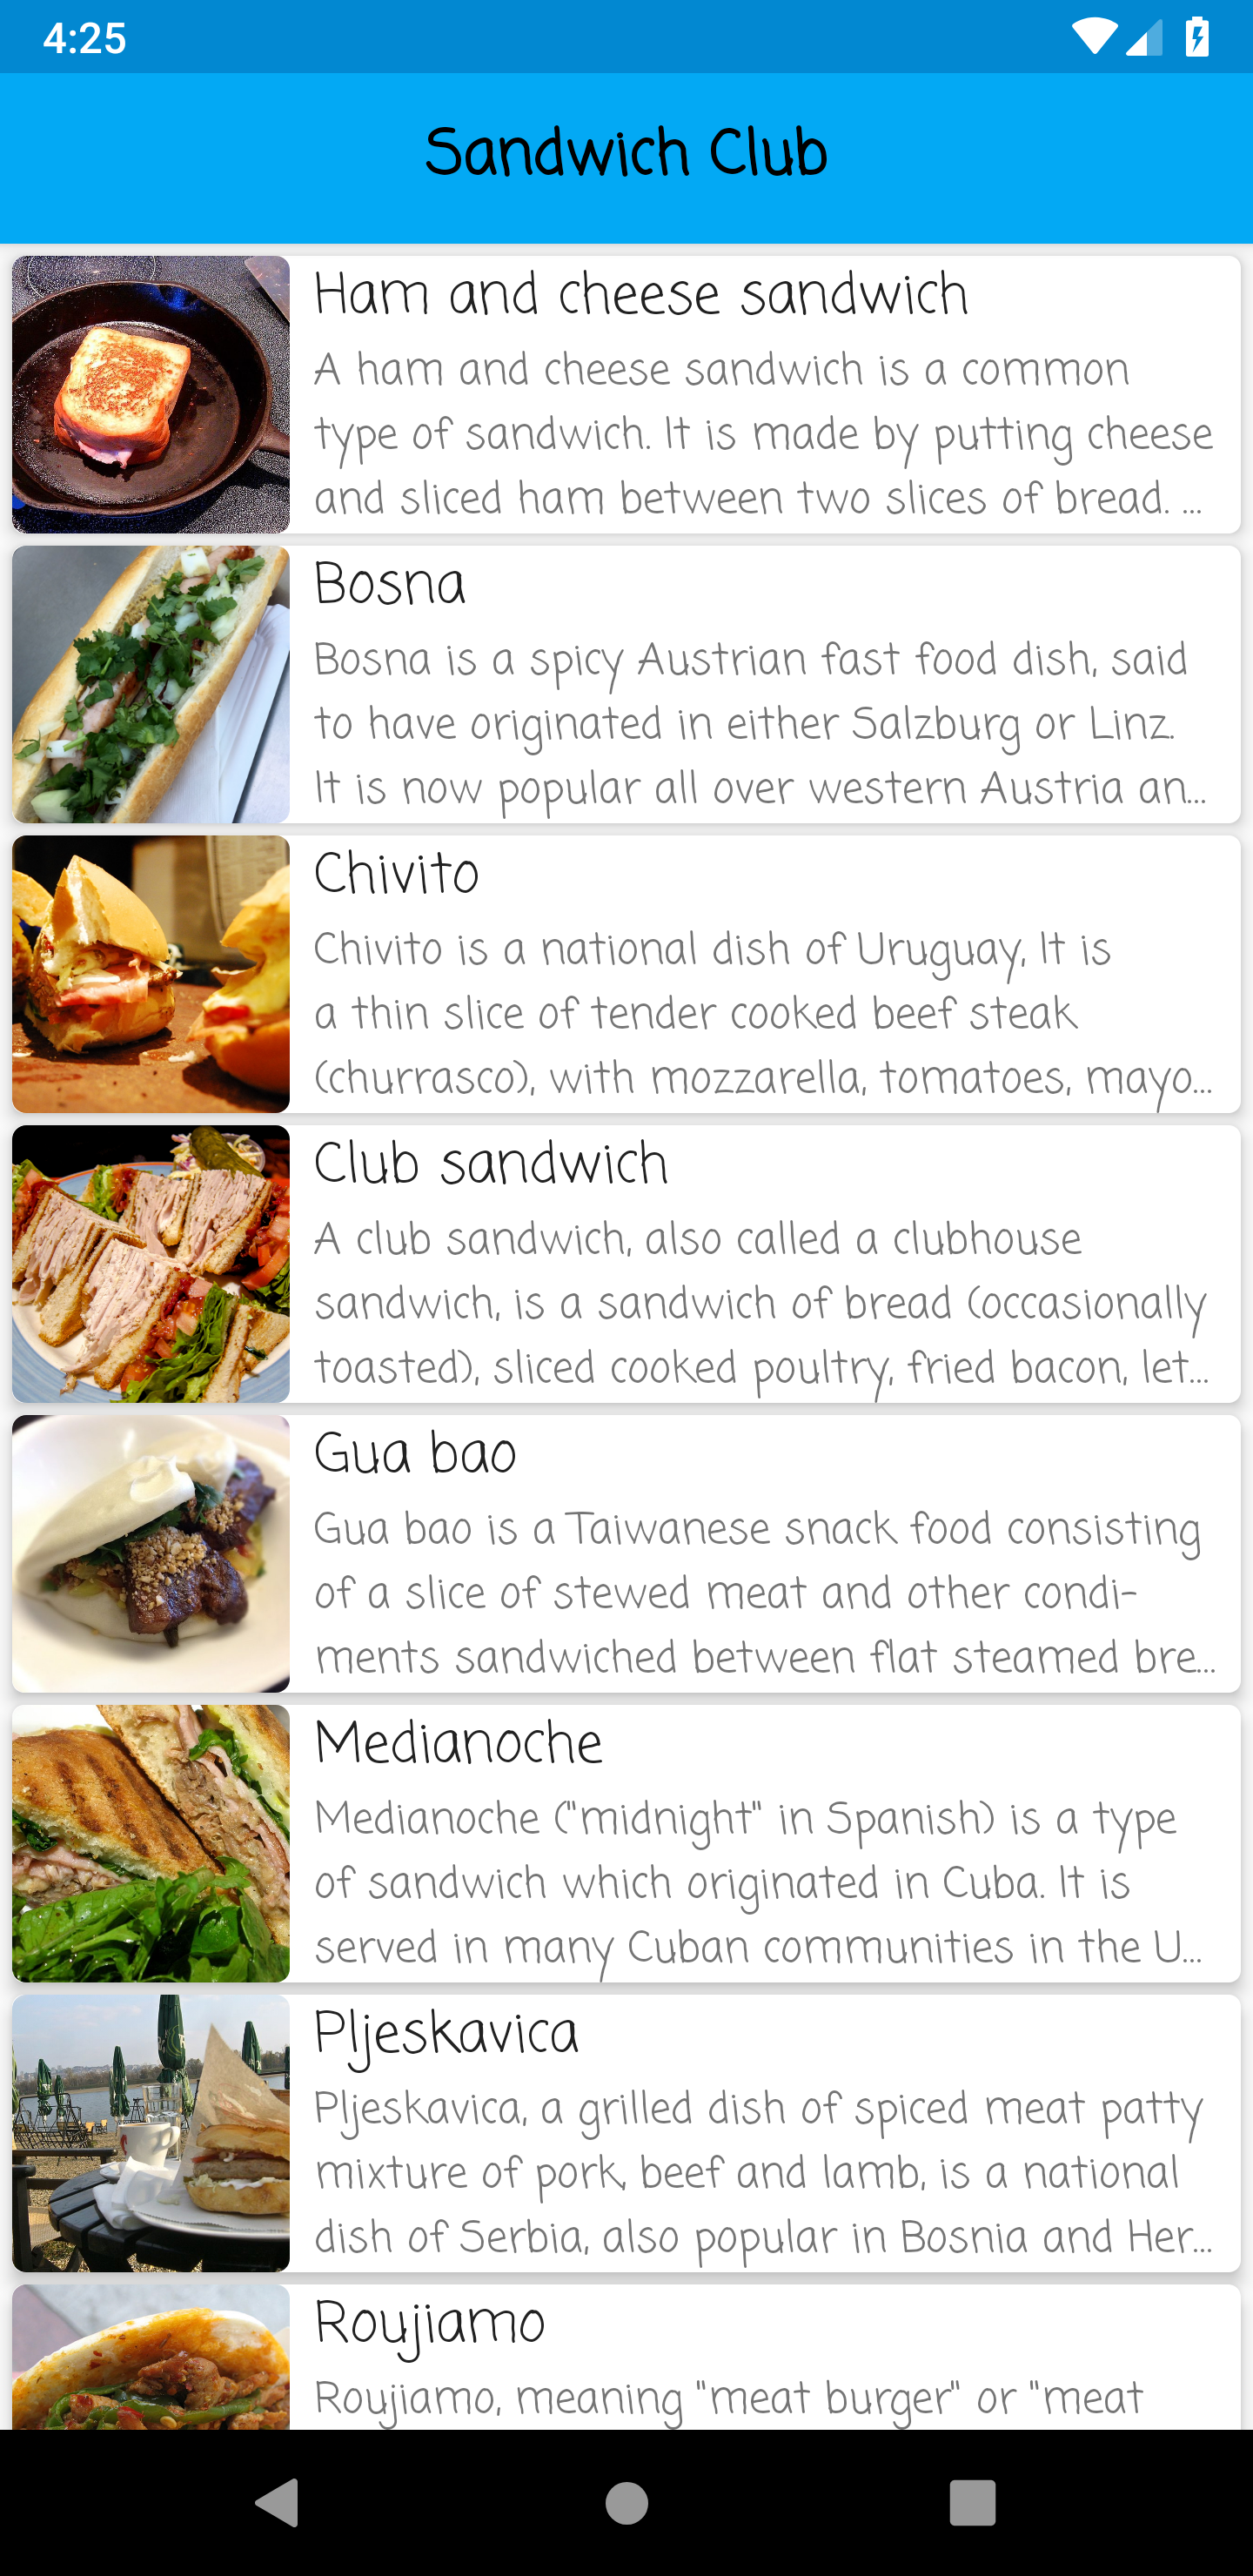 4:25
Sandwich Club
Ham and cheese sandwich
A ham and cheese sandwich is a common
type of sandwich. It is made by putting cheese
and sliced ham between two slices of bread. ...
Bosna
Bosna is a spicy Austrian fast food dish, said
to have originated in either Salzburg or Linz.
It is now popular all over western Austria an...
Chivito
Chivito is a national dish of Uruguay, It is
a thin slice of tender cooked beef steak
(churrasco), with mozzarella, tomatoes, mayo...
Club sandwich
A club sandwich, also called a clubhouse
sandwich, is a sandwich of bread (occasionally
toasted), sliced cooked poultry, fried bacon, let...
Gua bao
Gua bao is a Taiwanese snack food consisting
of a slice of stewed meat and other condi-
ments sandwiched between flat steamed bre...
Medianoche
Medianoche ("midnight" in Spanish) is a type
of sandwich which originated in Cuba. It is
served in many Cuban communities in the U...
Pljeskavica
Pljeskavica, a grilled dish of spiced meat patty
mixture of pork, beef and lamb, is a national
dish of Serbia, also popular in Bosnia and Her...
Roujiamo
Roujiamo, meaning "meat burger" or "meat